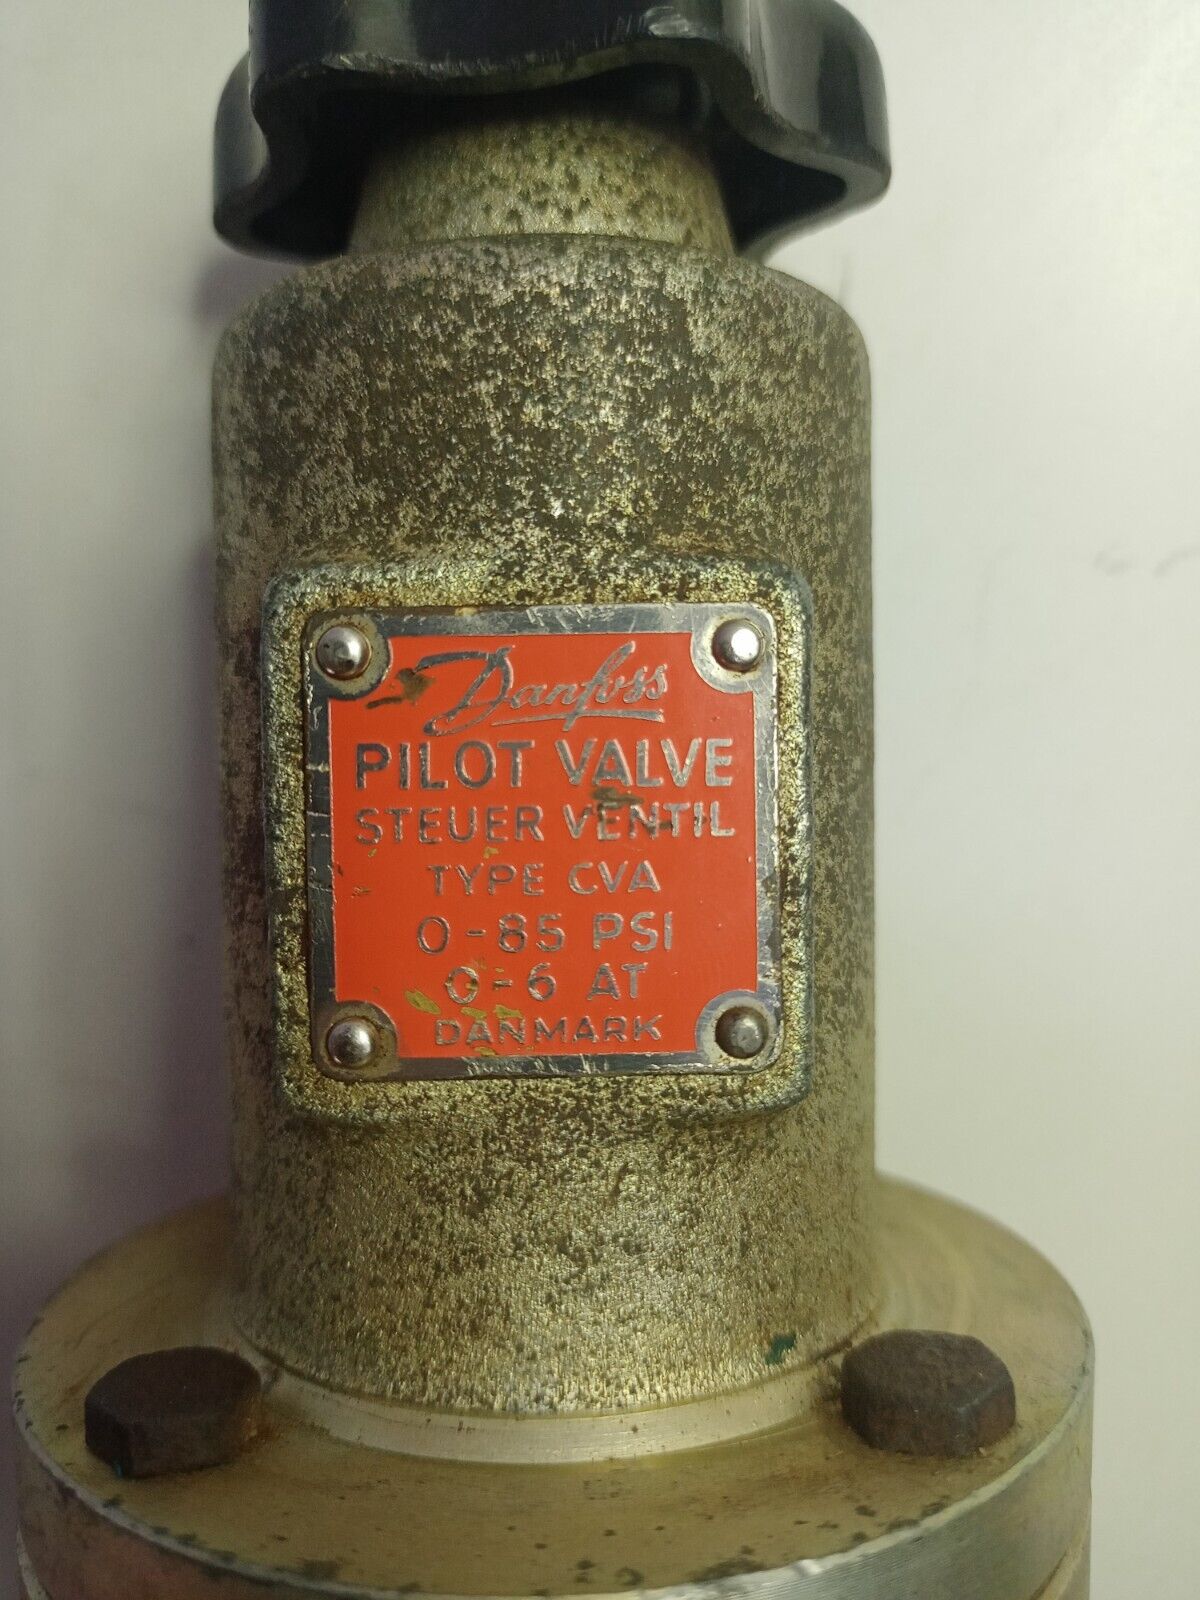 Danfoss
PILOT VALVE
STEUER VENTIL
TYPE CVA
0-85 PSI
0-6 AT
DANMARK